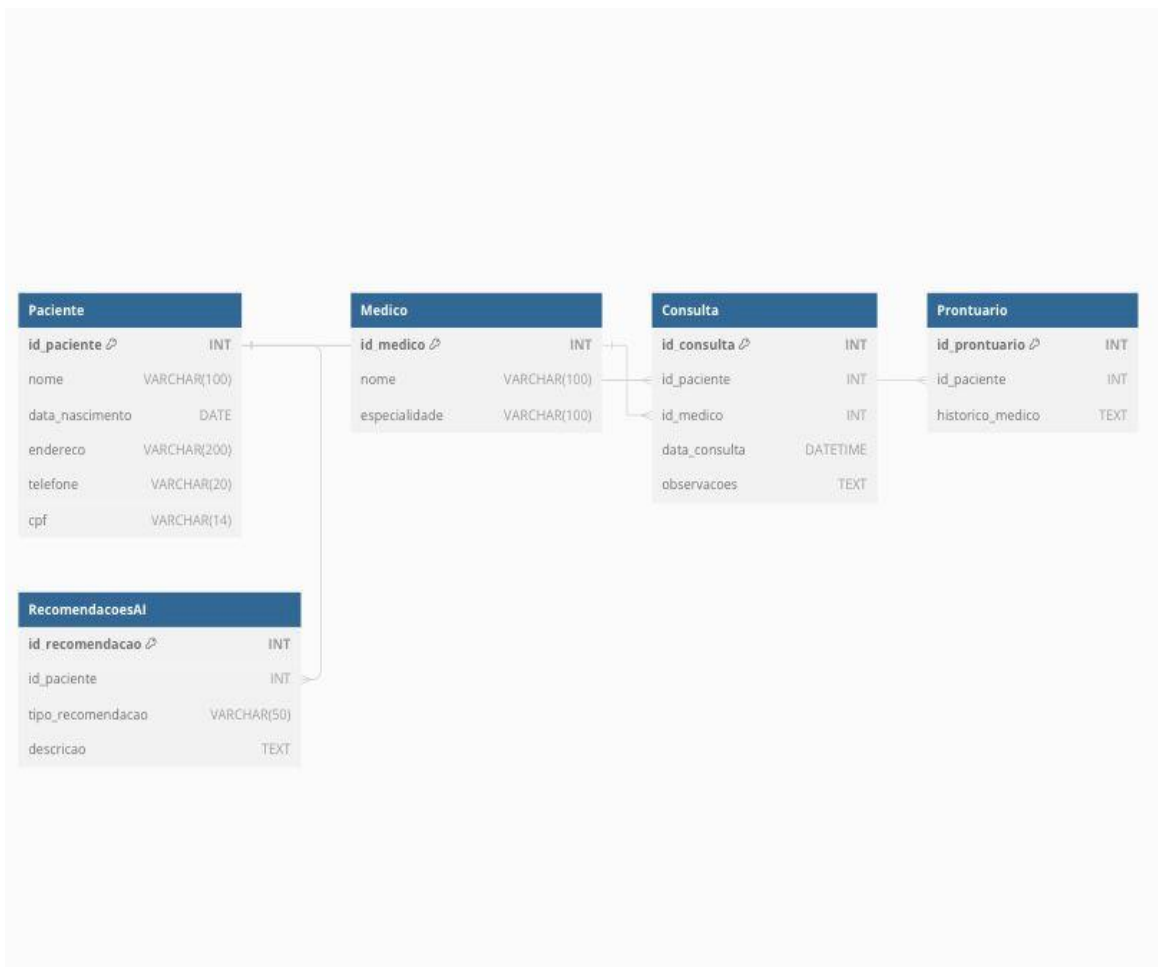 Paciente
id_paciente INT
nome VARCHAR(100)
data_nascimento DATE
endereco VARCHAR(200)
telefone VARCHAR(20)
cpf VARCHAR(14)
Medico
id_medico INT
nome VARCHAR(100)
especialidade VARCHAR(100)
Consulta
id_consulta INT
id_paciente INT
id_medico INT
data_consulta DATETIME
observacoes TEXT
Prontuario
id_prontuario INT
id_paciente INT
historico_medico TEXT
RecomendacoesAI
id_recomendacao INT
id_paciente INT
tipo_recomendacao VARCHAR(50)
descricao TEXT